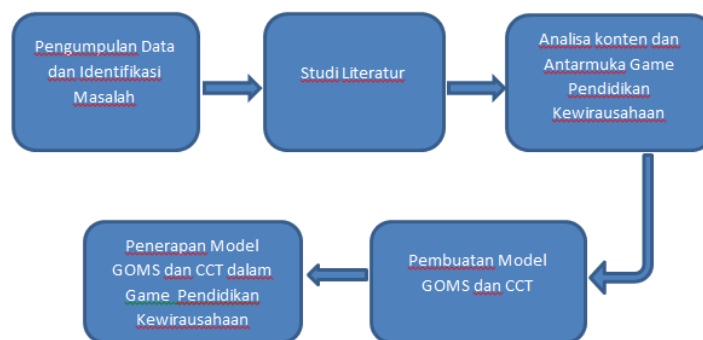 Pengumpulan Data
dan Identifikasi
Masalah
Studi Literatur
Analisa konten dan
Antarmuka Game
Pendidikan
Kewirausahaan
Pembuatan Model
GOMS dan CCT
Penerapan Model
GOMS dan CCT dalam
Game Pendidikan
Kewirausahaan